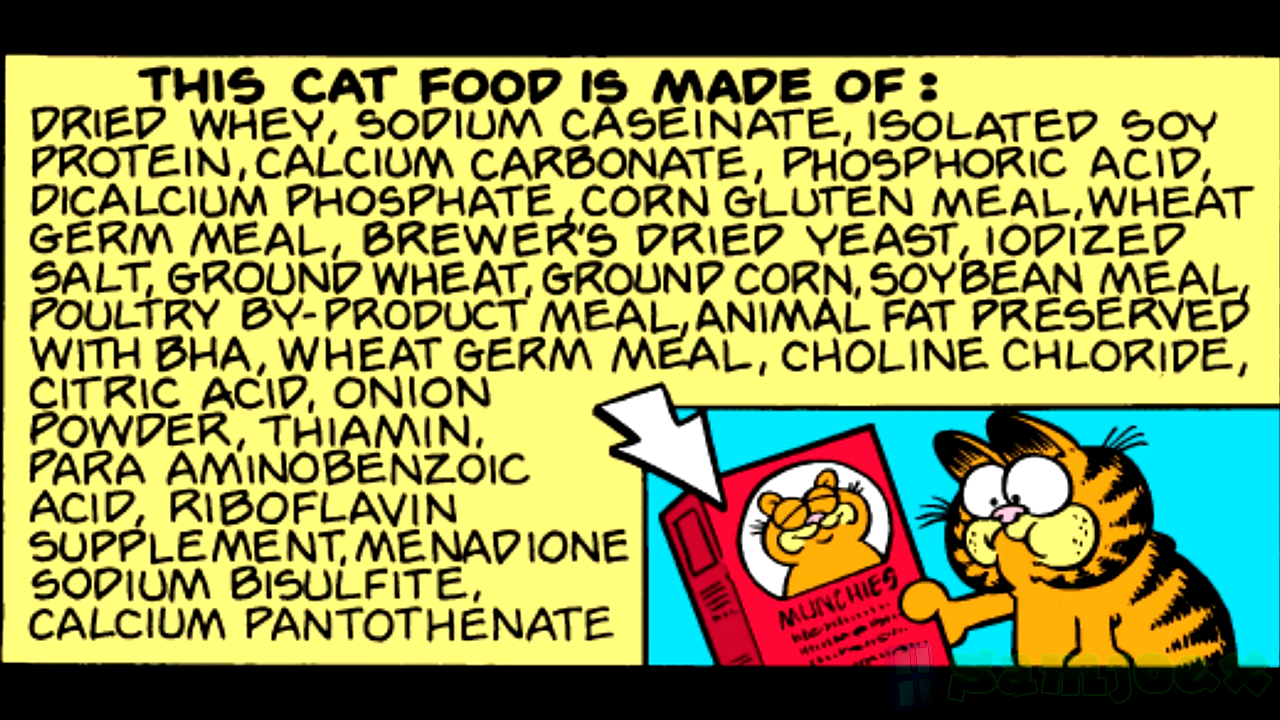 THIS CAT FOOD IS MADE OF:
DRIED WHEY, SODIUM CASEINATE, ISOLATED SOY
PROTEIN, CALCIUM CARBONATE, PHOSPHORIC ACID,
DICALCIUM PHOSPHATE, CORN GLUTEN MEAL, WHEAT
GERM MEAL, BREWER'S DRIED YEAST, IODIZED
SALT, GROUND WHEAT, GROUND CORN, SOYBEAN MEAL,
POULTRY BY-PRODUCT MEAL, ANIMAL FAT PRESERVED
WITH BHA, WHEAT GERM MEAL, CHOLINE CHLORIDE,
CITRIC ACID, ONION
POWDER, THIAMIN,
PARA AMINOBENZOIC
ACID, RIBOFLAVIN
SUPPLEMENT, MENADIONE
SODIUM BISULFITE,
CALCIUM PANTOTHENATE
MUNCHIES